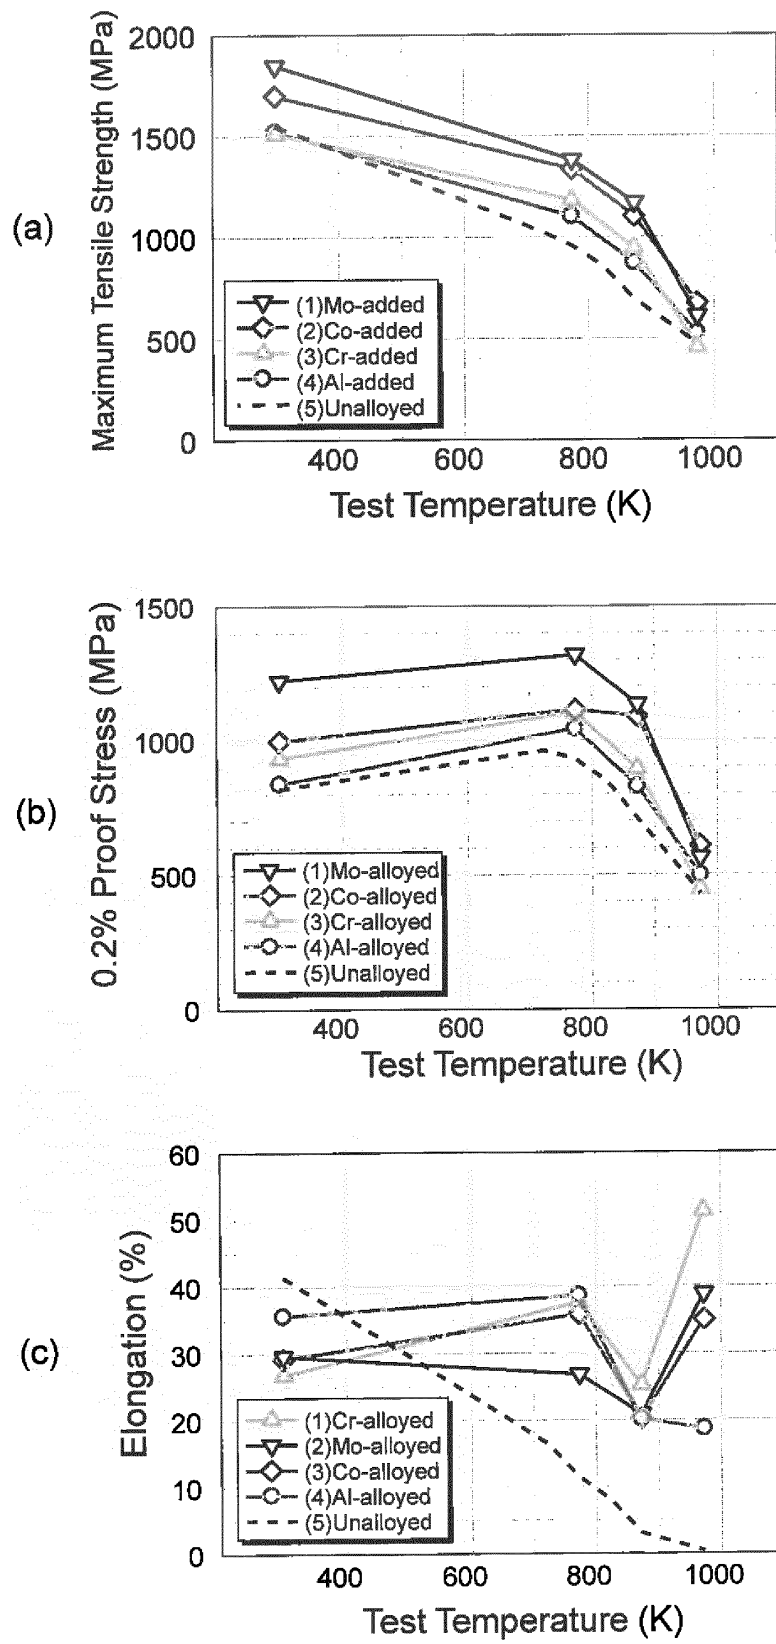 (a)
Maximum Tensile Strength (MPa)
2000
1500
1000
500
0
(1)Mo-added
(2)Co-added
(3)Cr-added
(4)Al-added
(5)Unalloyed
400 600 800 1000
Test Temperature (K)
(b)
0.2% Proof Stress (MPa)
1500
1000
500
0
(1)Mo-alloyed
(2)Co-alloyed
(3)Cr-alloyed
(4)Al-alloyed
(5)Unalloyed
400 600 800 1000
Test Temperature (K)
(c)
Elongation (%)
60
50
40
30
20
10
0
(1)Cr-alloyed
(2)Mo-alloyed
(3)Co-alloyed
(4)Al-alloyed
(5)Unalloyed
400 600 800 1000
Test Temperature (K)